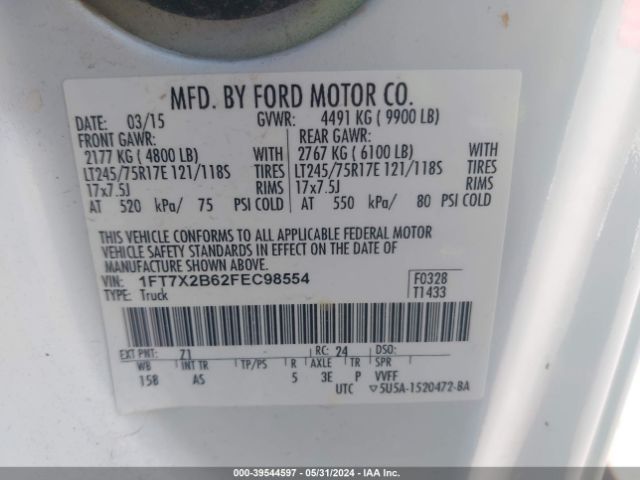 MFD. BY FORD MOTOR CO.
DATE: 03/15 GVWR: 4491 KG ( 9900 LB)
FRONT GAWR: REAR GAWR:
2177 KG ( 4800 LB) WITH 2767 KG ( 6100 LB) WITH
LT245/75R17E 121/118S TIRES LT245/75R17E 121/118S TIRES
17x7.5J RIMS 17x7.5J RIMS
AT 520 kPa/ 75 PSI COLD AT 550 kPa/ 80 PSI COLD
THIS VEHICLE CONFORMS TO ALL APPLICABLE FEDERAL MOTOR
VEHICLE SAFETY STANDARDS IN EFFECT ON THE DATE OF
MANUFACTURE SHOWN ABOVE.
VIN: 1FT7X2B62FEC98554 F0328
TYPE: Truck T1433
EXT PNT: Z1 RC: 24 DSO:
WB INT TR TP/PS R AXLE TR SPR
158 AS 5 3E P VVFF
UTC ▽5U5A-1520472-BA
000-39544597 - 05/31/2024 - IAA Inc.